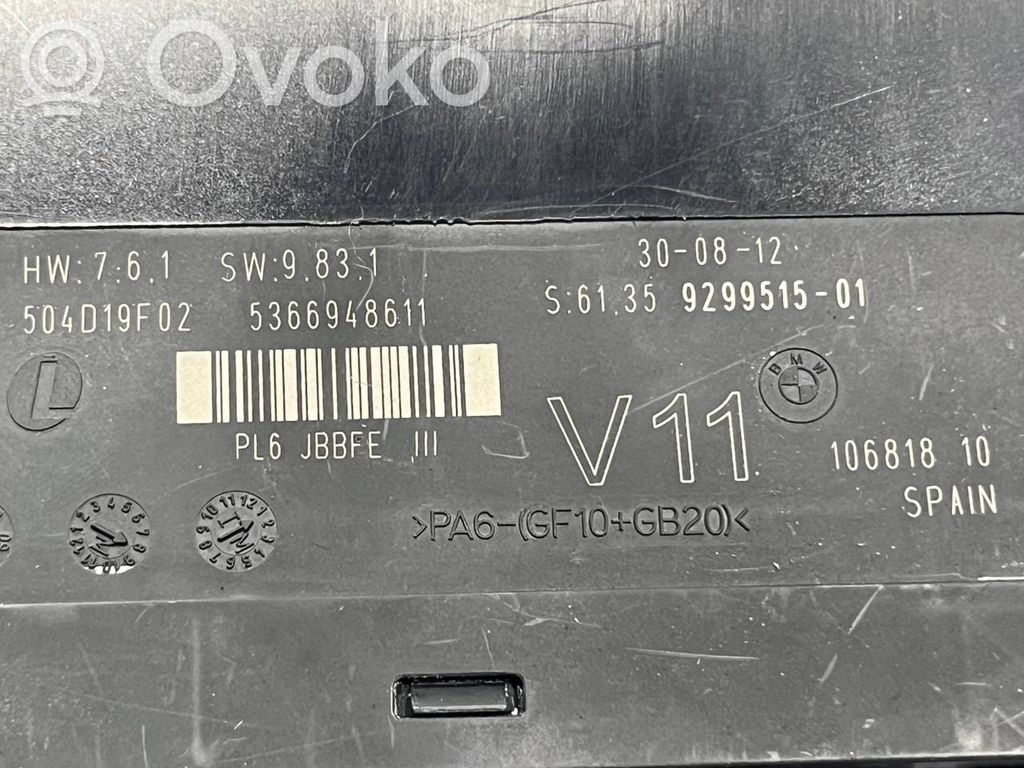 Ovoko
HW:7.6.1 SW:9.83.1 30-08-12
504D19F02 5366948611 S:61.35 9299515-01
BMW
L
PL6 JBBFE III V11 106818 10
SPAIN
>PA6-(GF10+GB20)<